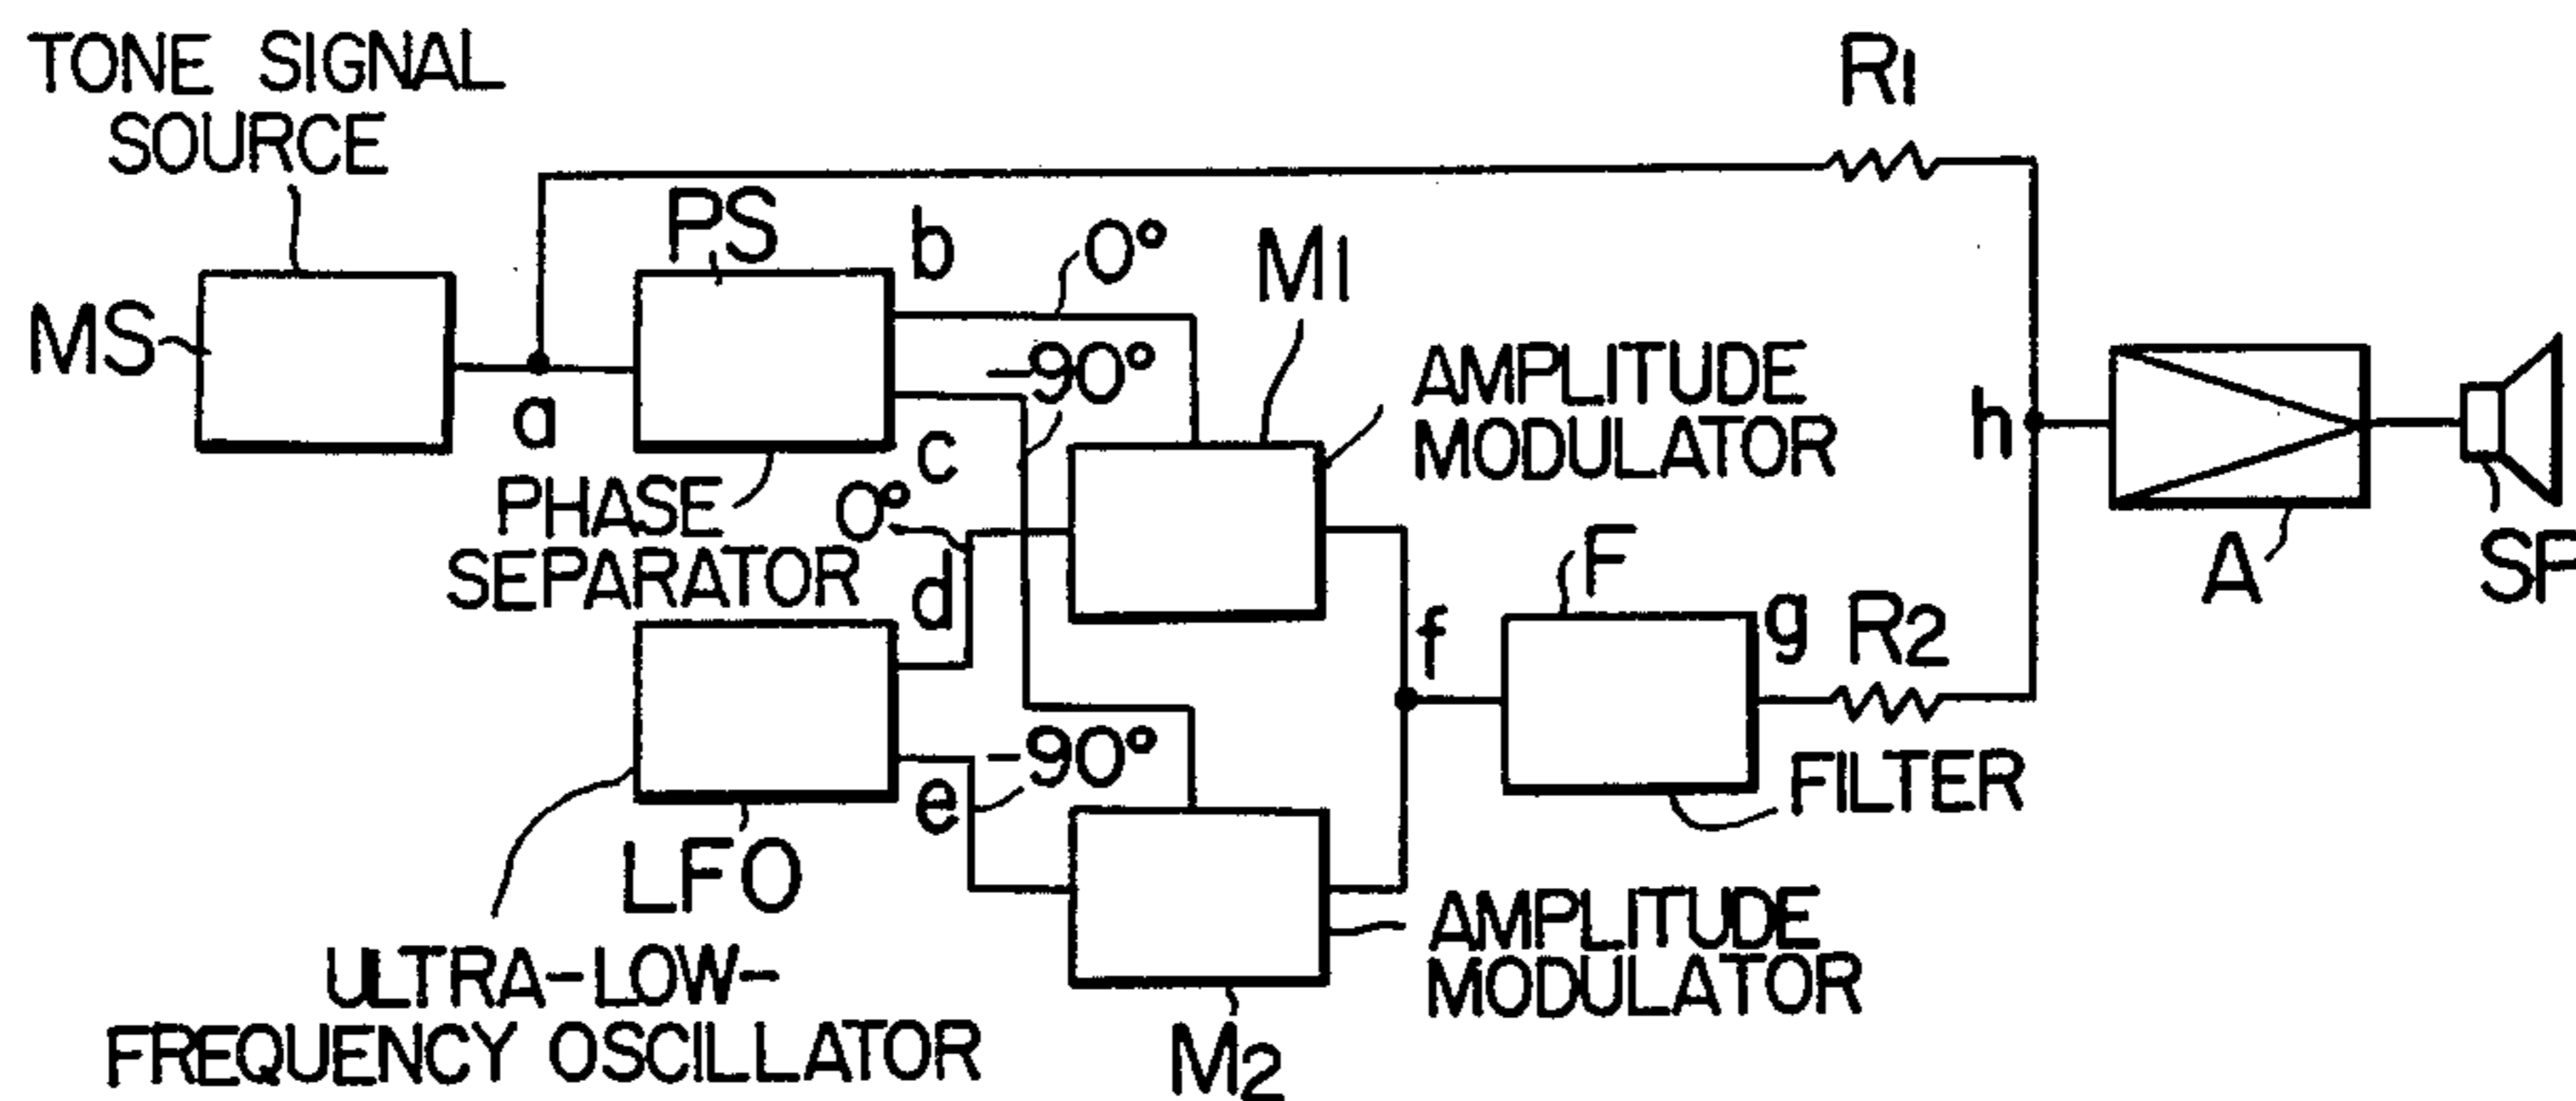 TONE SIGNAL
SOURCE
R1
PS
b
0°
M1
MS
-90°
AMPLITUDE
MODULATOR
a
c
h
PHASE
SEPARATOR
0°
d
F
A
SP
f
g
R2
-90°
FILTER
e
LFO
ULTRA-LOW-
FREQUENCY OSCILLATOR
AMPLITUDE
MODULATOR
M2